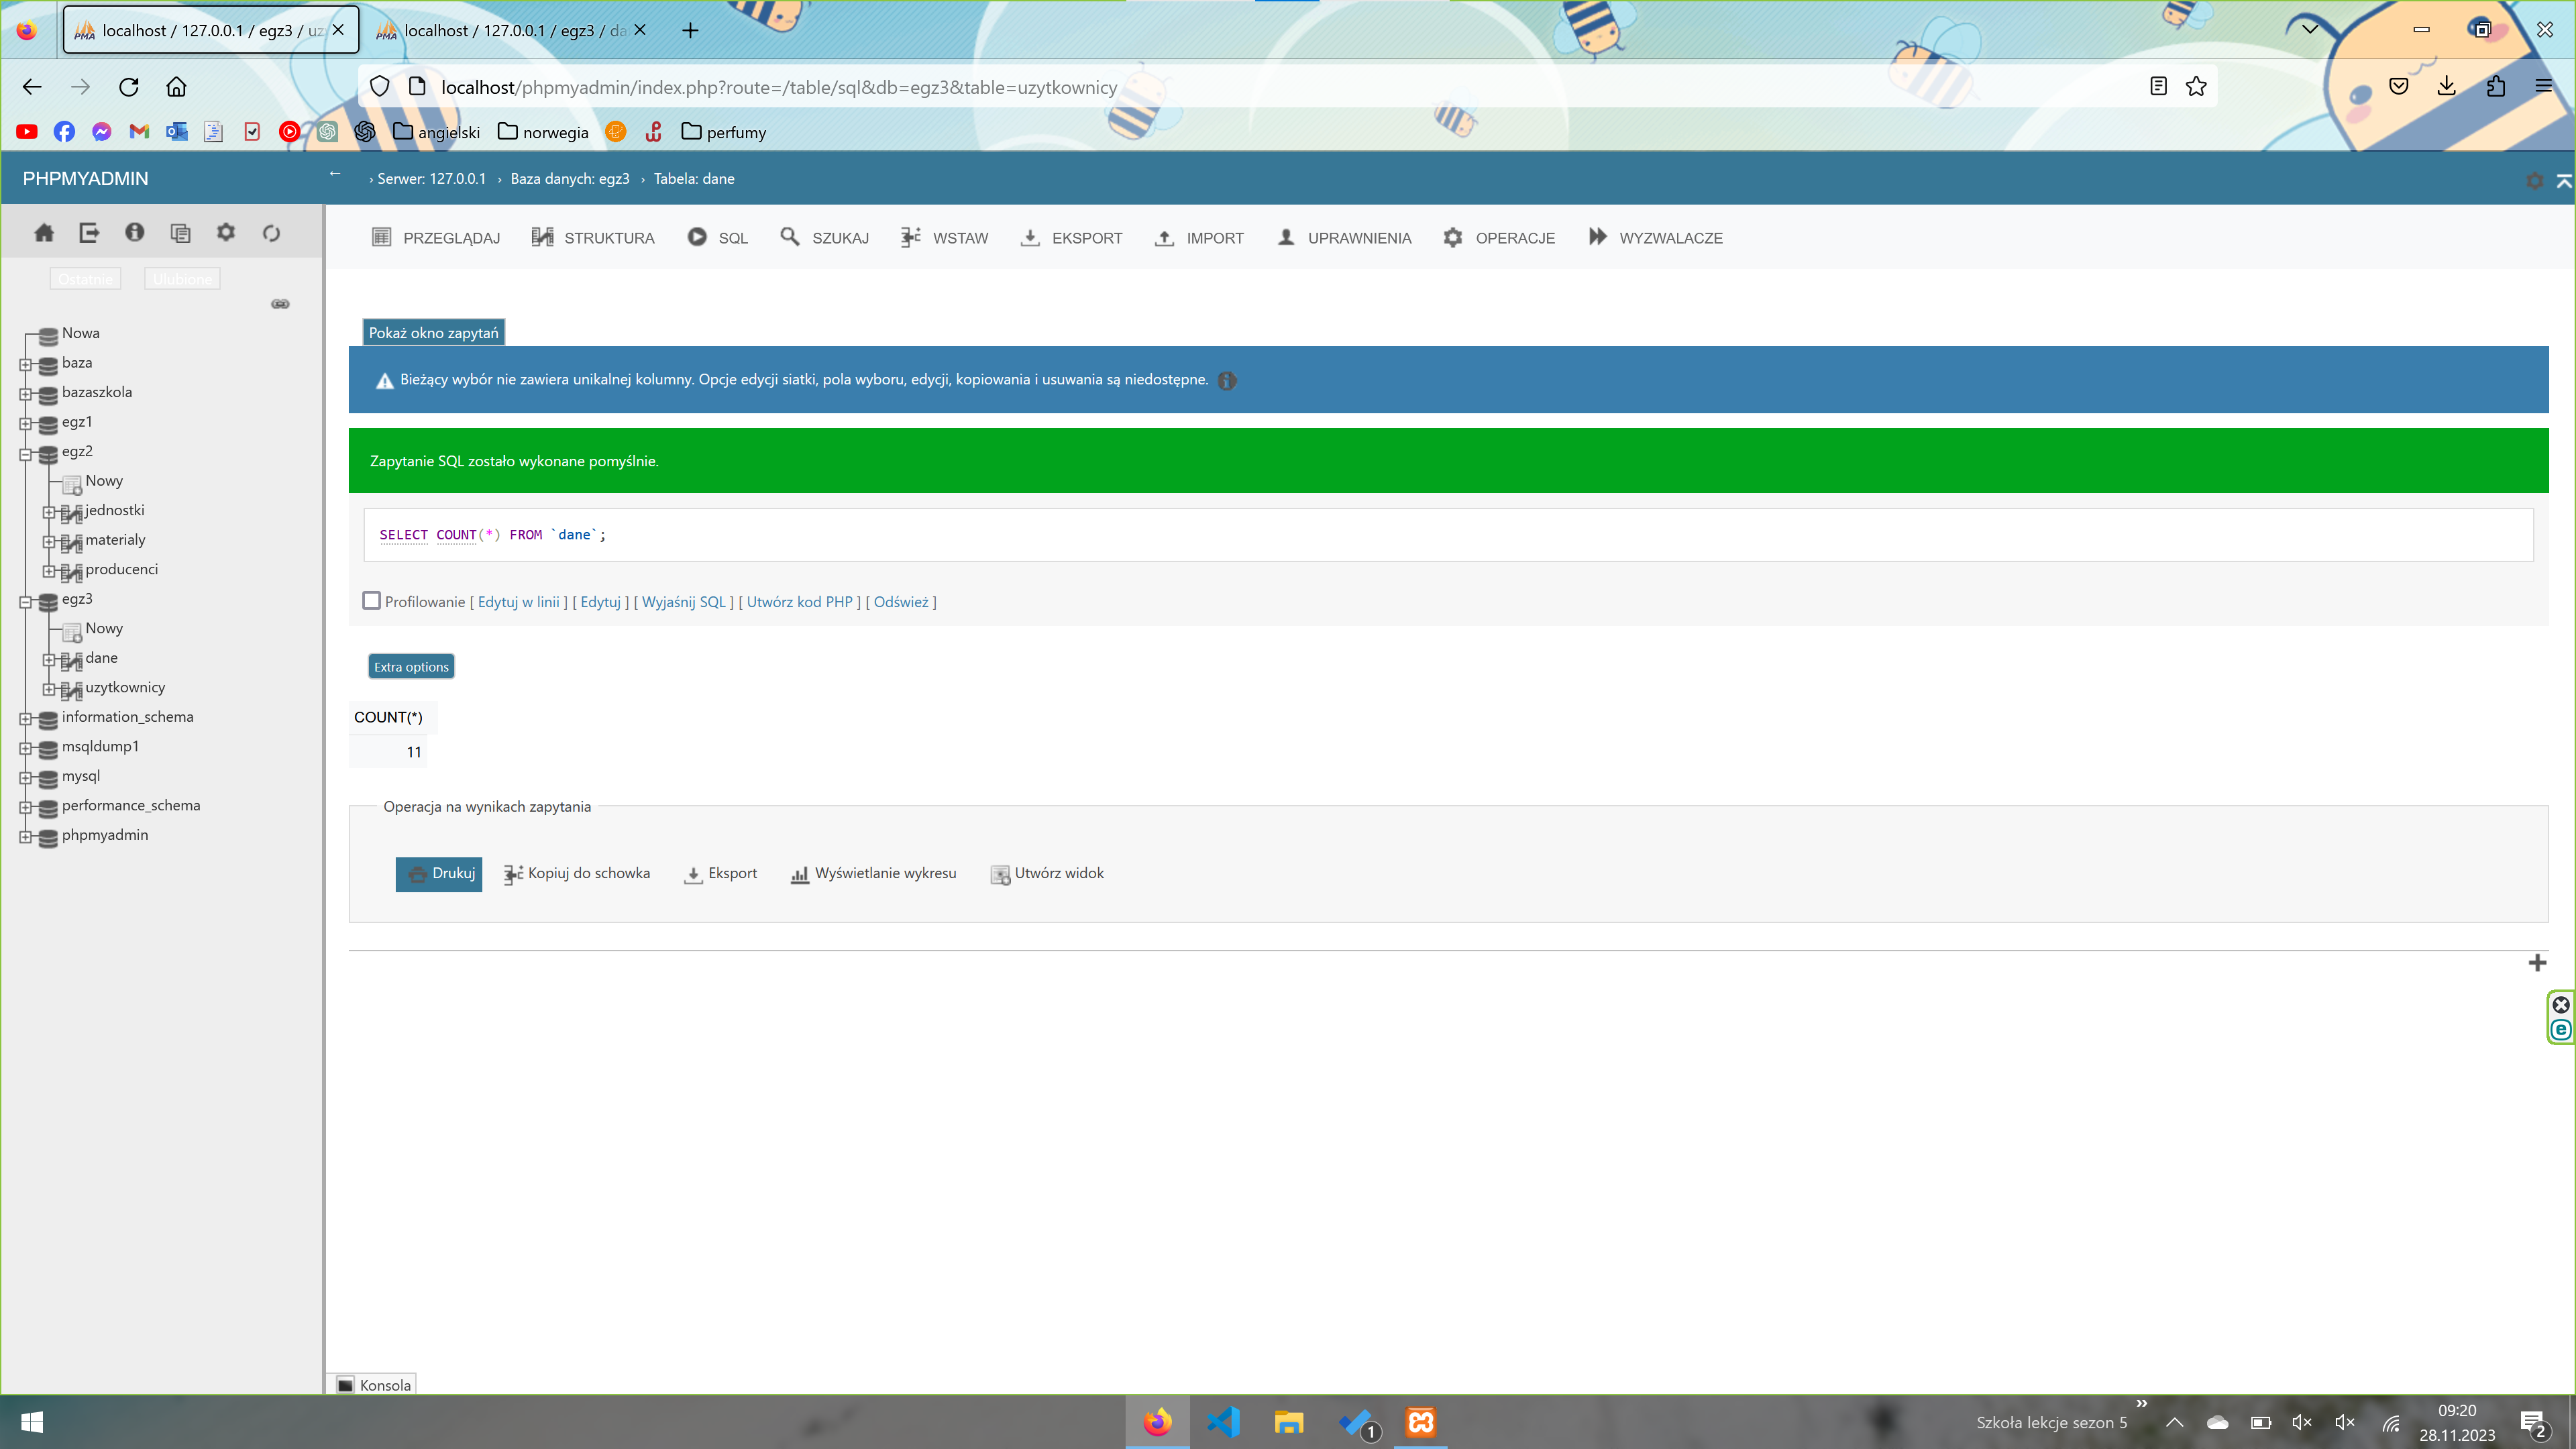 localhost / 127.0.0.1 / egz3 / uz
localhost / 127.0.0.1 / egz3 / da
localhost/phpmyadmin/index.php?route=/table/sql&db=egz3&table=uzytkownicy
angielski
norwegia
perfumy
PHPMYADMIN
Serwer: 127.0.0.1 › Baza danych: egz3 › Tabela: dane
PRZEGLĄDAJ
STRUKTURA
SQL
SZUKAJ
WSTAW
EKSPORT
IMPORT
UPRAWNIENIA
OPERACJE
WYZWALACZE
Ostatnie
Ulubione
Nowa
baza
bazaszkola
egz1
egz2
Nowy
jednostki
materialy
producenci
egz3
Nowy
dane
uzytkownicy
information_schema
msqldump1
mysql
performance_schema
phpmyadmin
Pokaż okno zapytań
Bieżący wybór nie zawiera unikalnej kolumny. Opcje edycji siatki, pola wyboru, edycji, kopiowania i usuwania są niedostępne.
Zapytanie SQL zostało wykonane pomyślnie.
SELECT COUNT(*) FROM `dane`;
Profilowanie [ Edytuj w linii ] [ Edytuj ] [ Wyjaśnij SQL ] [ Utwórz kod PHP ] [ Odśwież ]
Extra options
COUNT(*)
11
Operacja na wynikach zapytania
Drukuj
Kopiuj do schowka
Eksport
Wyświetlanie wykresu
Utwórz widok
Konsola
1
Szkoła lekcje sezon 5
09:20
28.11.2023
2